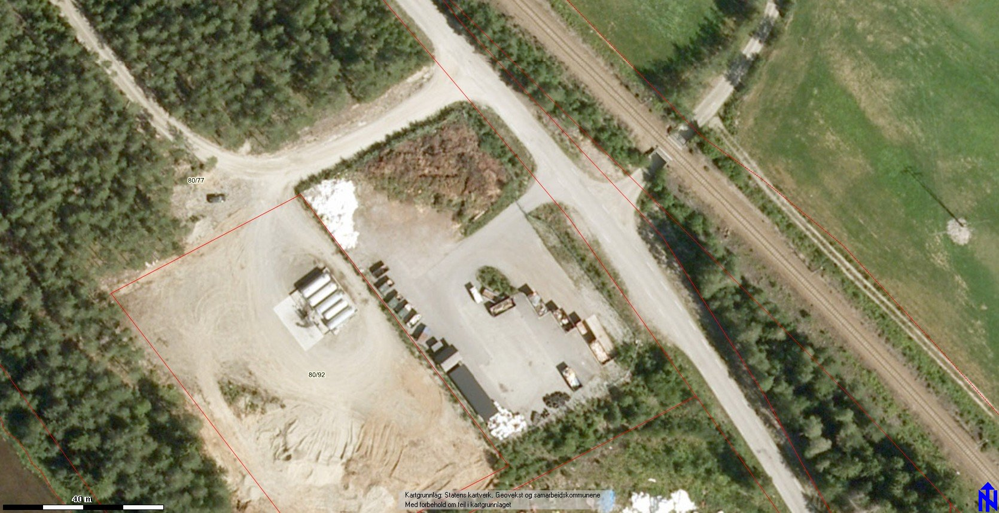 80/77
80/92
40 m
Kartgrunnlag: Statens kartverk, Geovekst og samarbeidskommunene
Med forbehold om feil i kartgrunnlaget
N